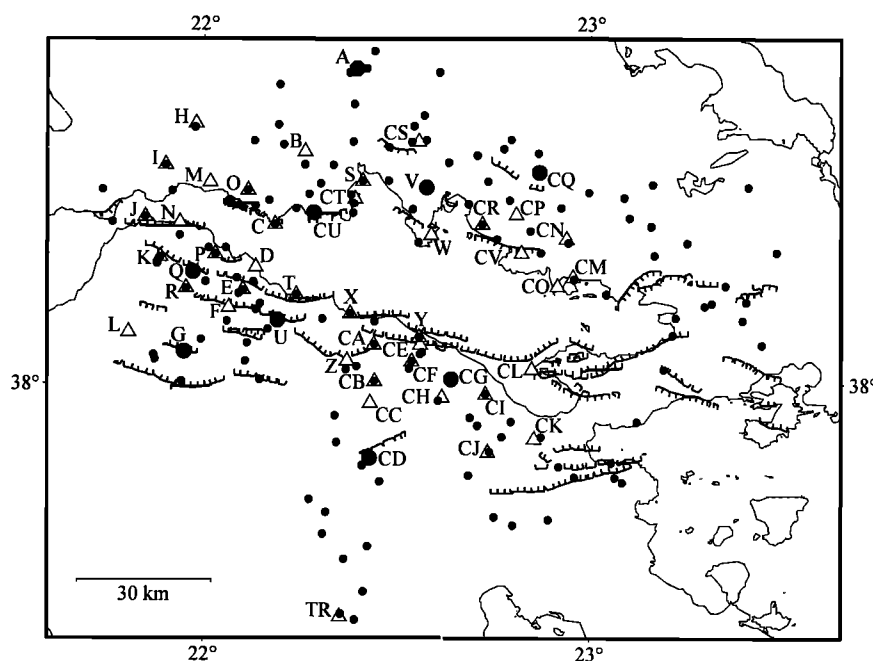 22° 23°
A
H
B CS
I M O S V CQ
CT
J N C CU CR CP
W CN
K P D CV
Q CO CM
R E T
F X
L U Y
G CA CE
Z CL
38° CB CF CG 38°
CH CI
CC
CK
CJ
CD
30 km
TR
22° 23°